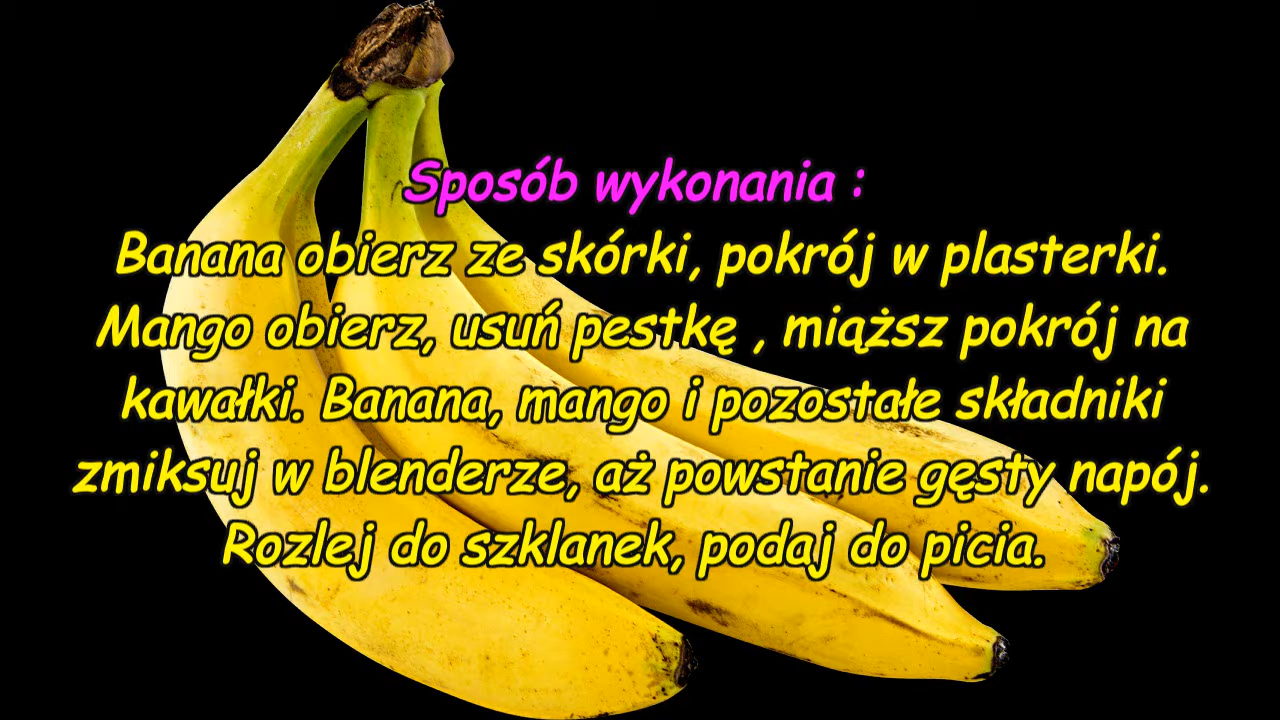 Sposób wykonania :
Banana obierz ze skórki, pokrój w plasterki.
Mango obierz, usuń pestkę , miąższ pokrój na
kawałki. Banana, mango i pozostałe składniki
zmiksuj w blenderze, aż powstanie gęsty napój.
Rozlej do szklanek, podaj do picia.